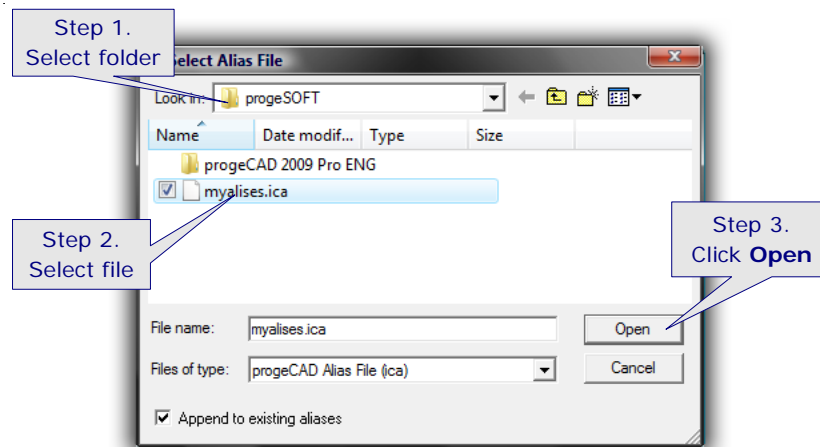 Step 1.
Select folder
Select Alias File
Look in:
progeSOFT
Name
Date modif...
Type
Size
progeCAD 2009 Pro ENG
myalises.ica
Step 2.
Select file
Step 3.
Click Open
File name:
myalises.ica
Open
Files of type:
progeCAD Alias File (ica)
Cancel
Append to existing aliases